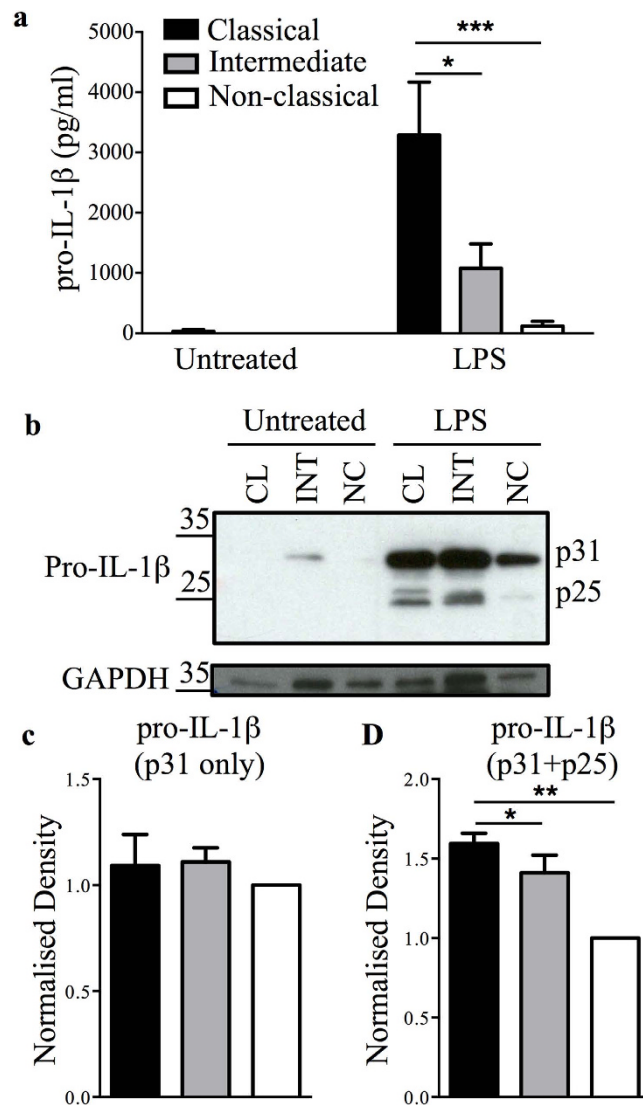 a
pro-IL-1β (pg/ml)
5000
4000
3000
2000
1000
0
Classical
Intermediate
Non-classical
***
*
Untreated LPS
b
Untreated LPS
CL INT NC CL INT NC
35
Pro-IL-1β
25
p31
p25
GAPDH 35
c
pro-IL-1β
(p31 only)
Normalised Density
1.5
1.0
0.5
0.0
D
pro-IL-1β
(p31+p25)
Normalised Density
2.0
1.5
1.0
0.5
0.0
**
*